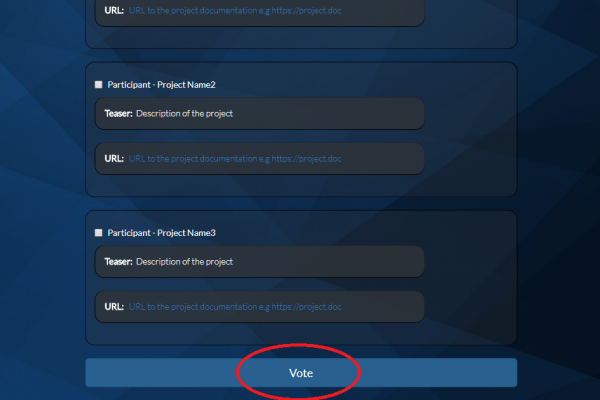 URL: URL to the project documentation e.g https://project.doc
Participant - Project Name2
Teaser: Description of the project
URL: URL to the project documentation e.g https://project.doc
Participant - Project Name3
Teaser: Description of the project
URL: URL to the project documentation e.g https://project.doc
Vote